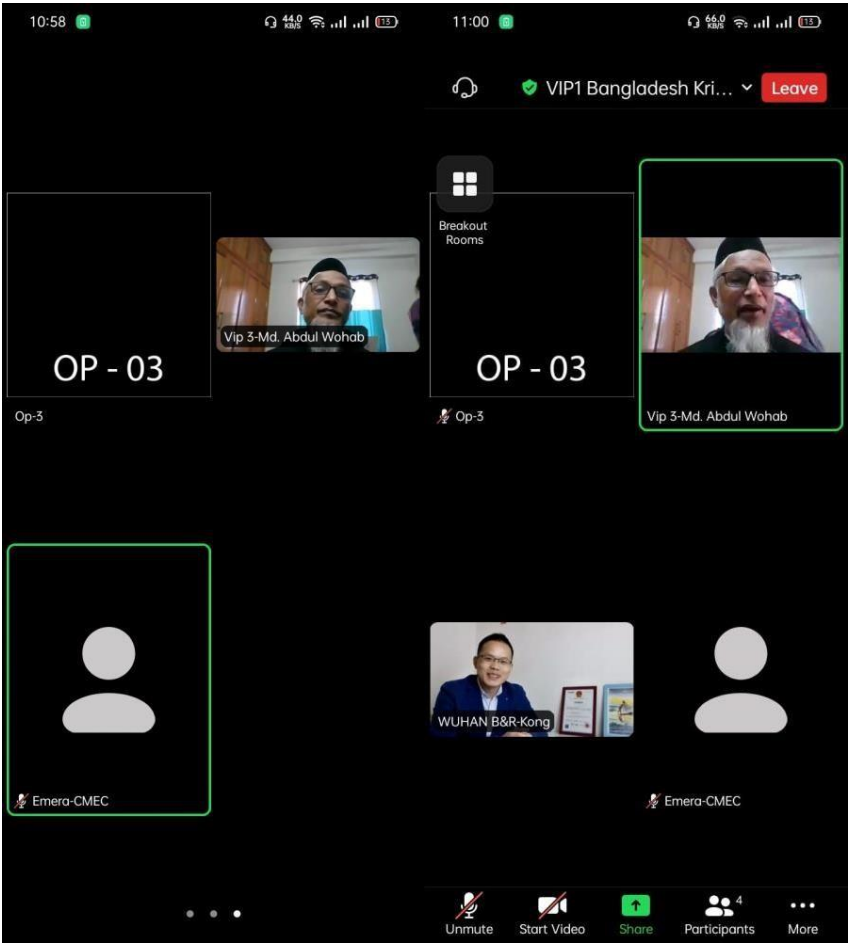 10:58
44.0
KB/S
13
OP - 03
Vip 3-Md. Abdul Wohab
Op-3
Emera-CMEC
11:00
66.0
KB/S
13
VIP1 Bangladesh Kri...
Leave
Breakout
Rooms
OP - 03
Op-3
Vip 3-Md. Abdul Wohab
WUHAN B&R-Kong
Emera-CMEC
Unmute
Start Video
Share
Participants
4
More